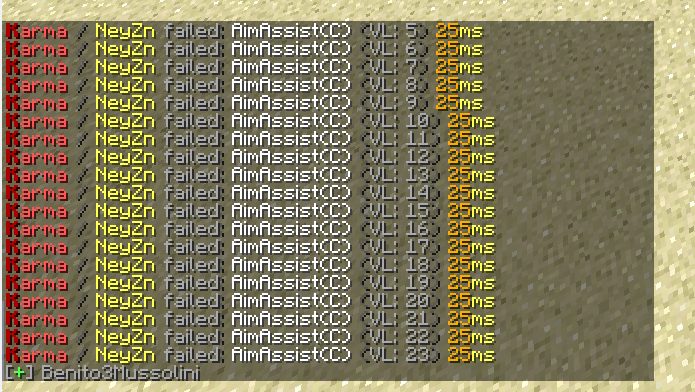 Karma / NeyZn failed: AimAssist(C) (VL: 5) 25ms
Karma / NeyZn failed: AimAssist(C) (VL: 6) 25ms
Karma / NeyZn failed: AimAssist(C) (VL: 7) 25ms
Karma / NeyZn failed: AimAssist(C) (VL: 8) 25ms
Karma / NeyZn failed: AimAssist(C) (VL: 9) 25ms
Karma / NeyZn failed: AimAssist(C) (VL: 10) 25ms
Karma / NeyZn failed: AimAssist(C) (VL: 11) 25ms
Karma / NeyZn failed: AimAssist(C) (VL: 12) 25ms
Karma / NeyZn failed: AimAssist(C) (VL: 13) 25ms
Karma / NeyZn failed: AimAssist(C) (VL: 14) 25ms
Karma / NeyZn failed: AimAssist(C) (VL: 15) 25ms
Karma / NeyZn failed: AimAssist(C) (VL: 16) 25ms
Karma / NeyZn failed: AimAssist(C) (VL: 17) 25ms
Karma / NeyZn failed: AimAssist(C) (VL: 18) 25ms
Karma / NeyZn failed: AimAssist(C) (VL: 19) 25ms
Karma / NeyZn failed: AimAssist(C) (VL: 20) 25ms
Karma / NeyZn failed: AimAssist(C) (VL: 21) 25ms
Karma / NeyZn failed: AimAssist(C) (VL: 22) 25ms
Karma / NeyZn failed: AimAssist(C) (VL: 23) 25ms
[+] Benito3Mussolini